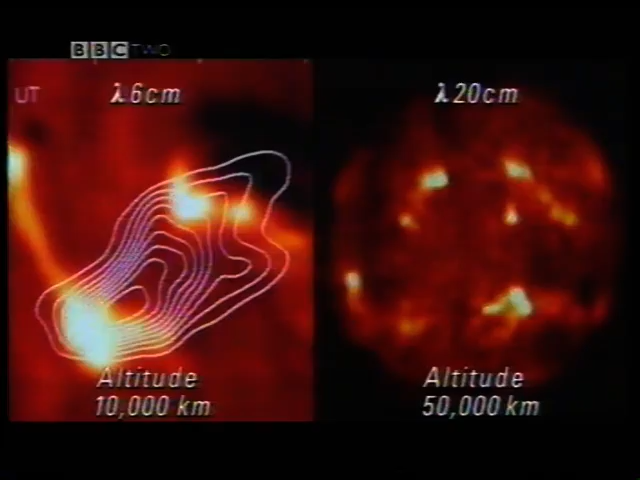 BBC TWO
UT
λ6cm
λ20cm
Altitude
10,000 km
Altitude
50,000 km